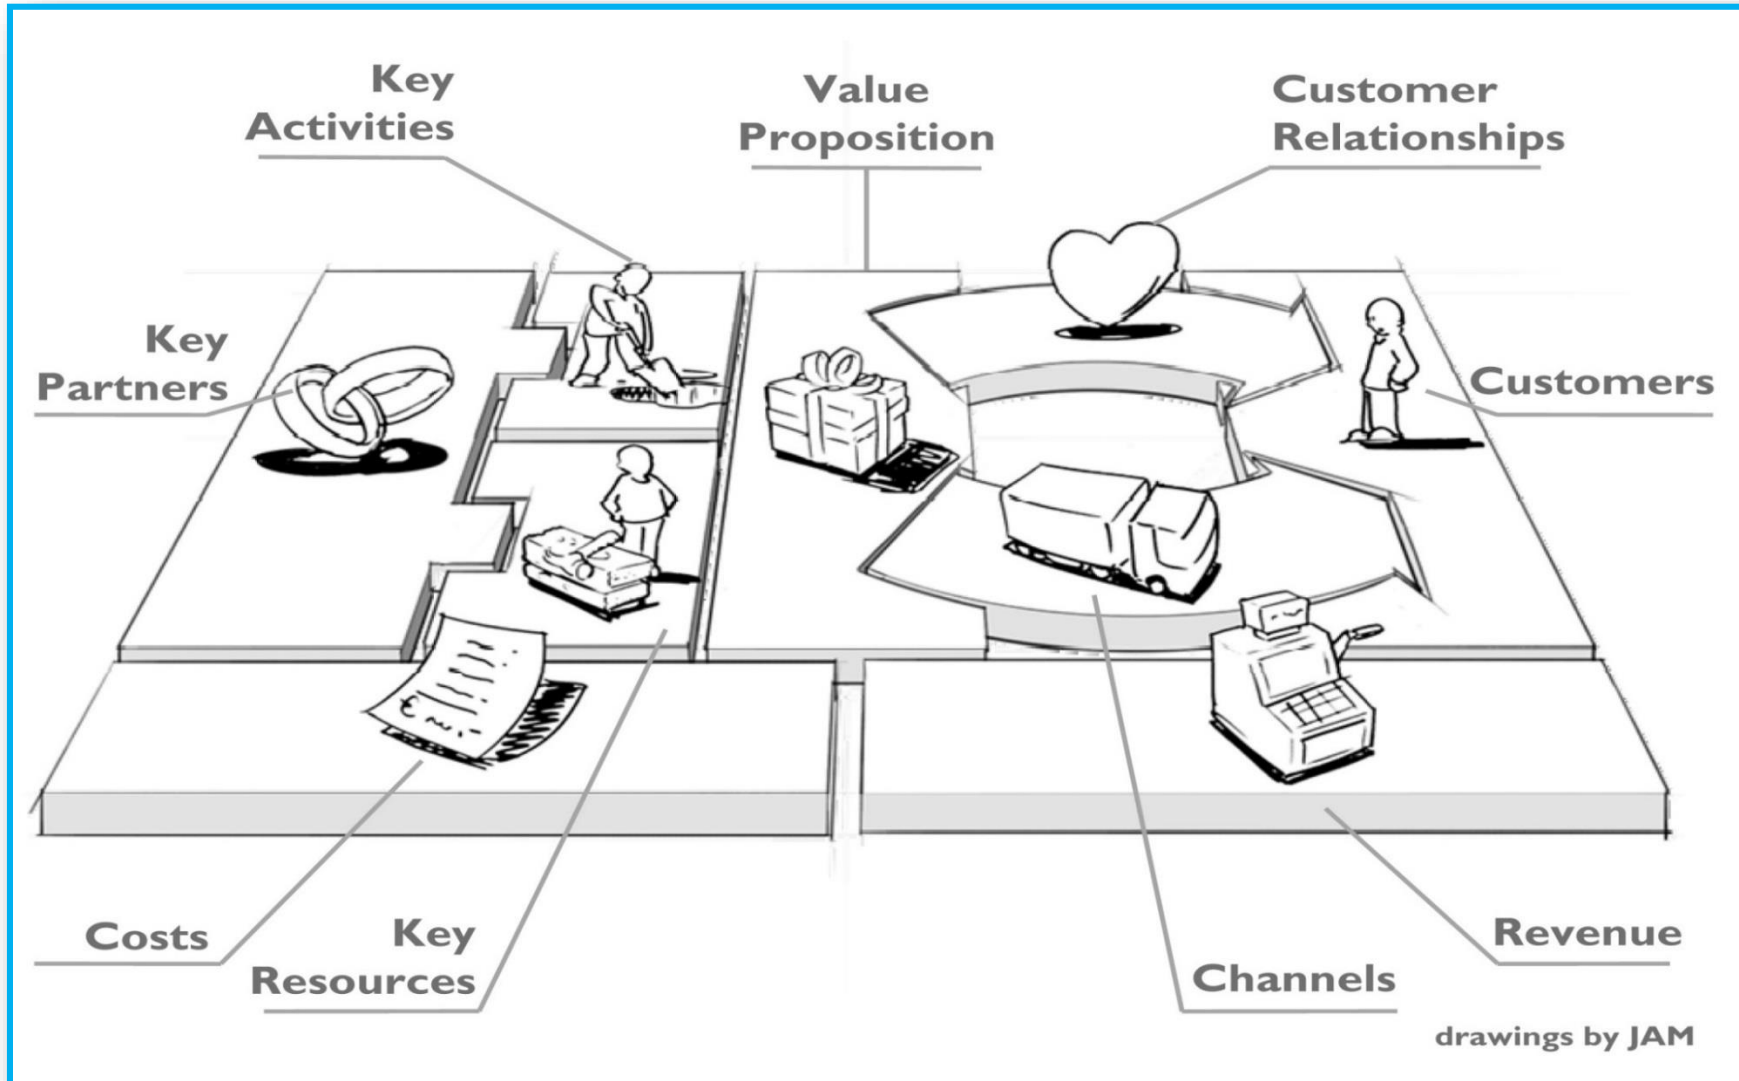 Key
Activities
Value
Proposition
Customer
Relationships
Key
Partners
Customers
€
Costs
Key
Resources
Revenue
Channels
drawings by JAM